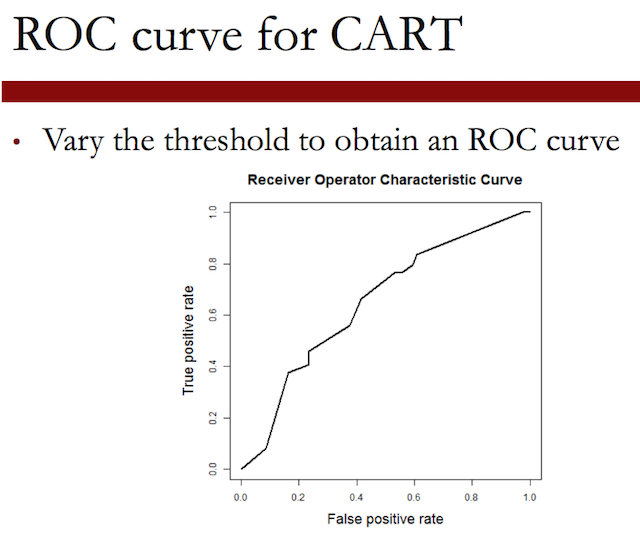 ROC curve for CART
• Vary the threshold to obtain an ROC curve
Receiver Operator Characteristic Curve
True positive rate
1.0
0.8
0.6
0.4
0.2
0.0
0.0 0.2 0.4 0.6 0.8 1.0
False positive rate